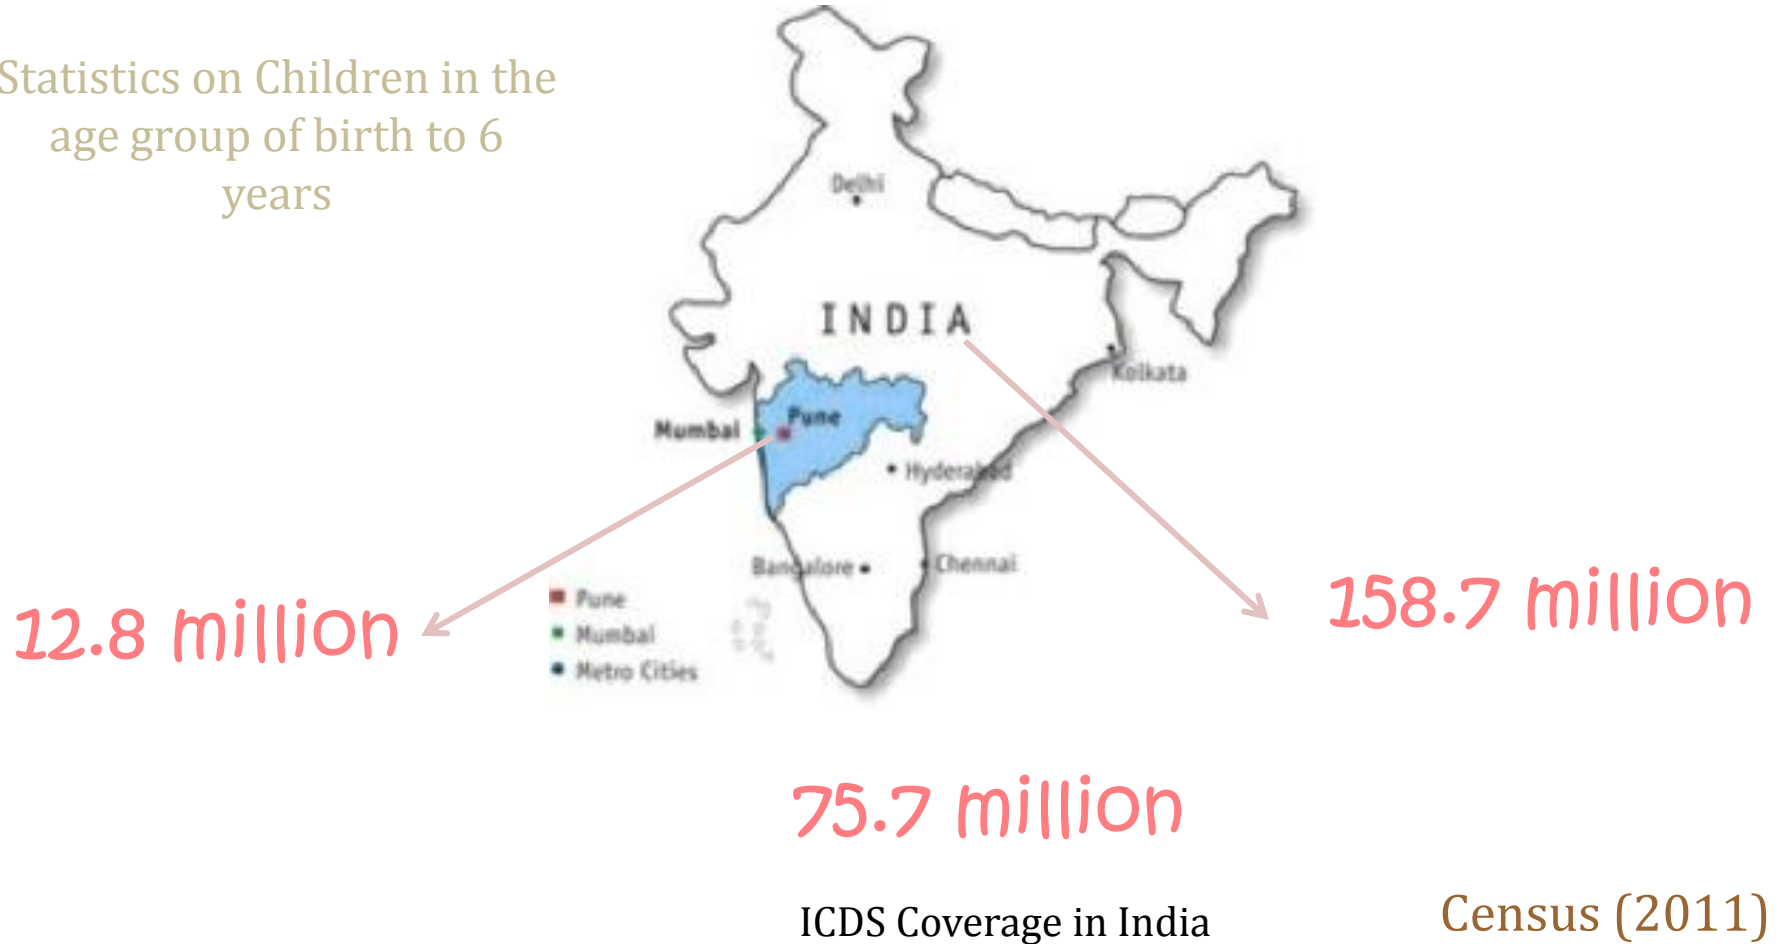 Statistics on Children in the
age group of birth to 6
years
Delhi
INDIA
Kolkata
Pune
Mumbai
Hyderabad
Bangalore
Chennai
Pune
Mumbai
Metro Cities
12.8 million
158.7 million
75.7 million
ICDS Coverage in India
Census (2011)